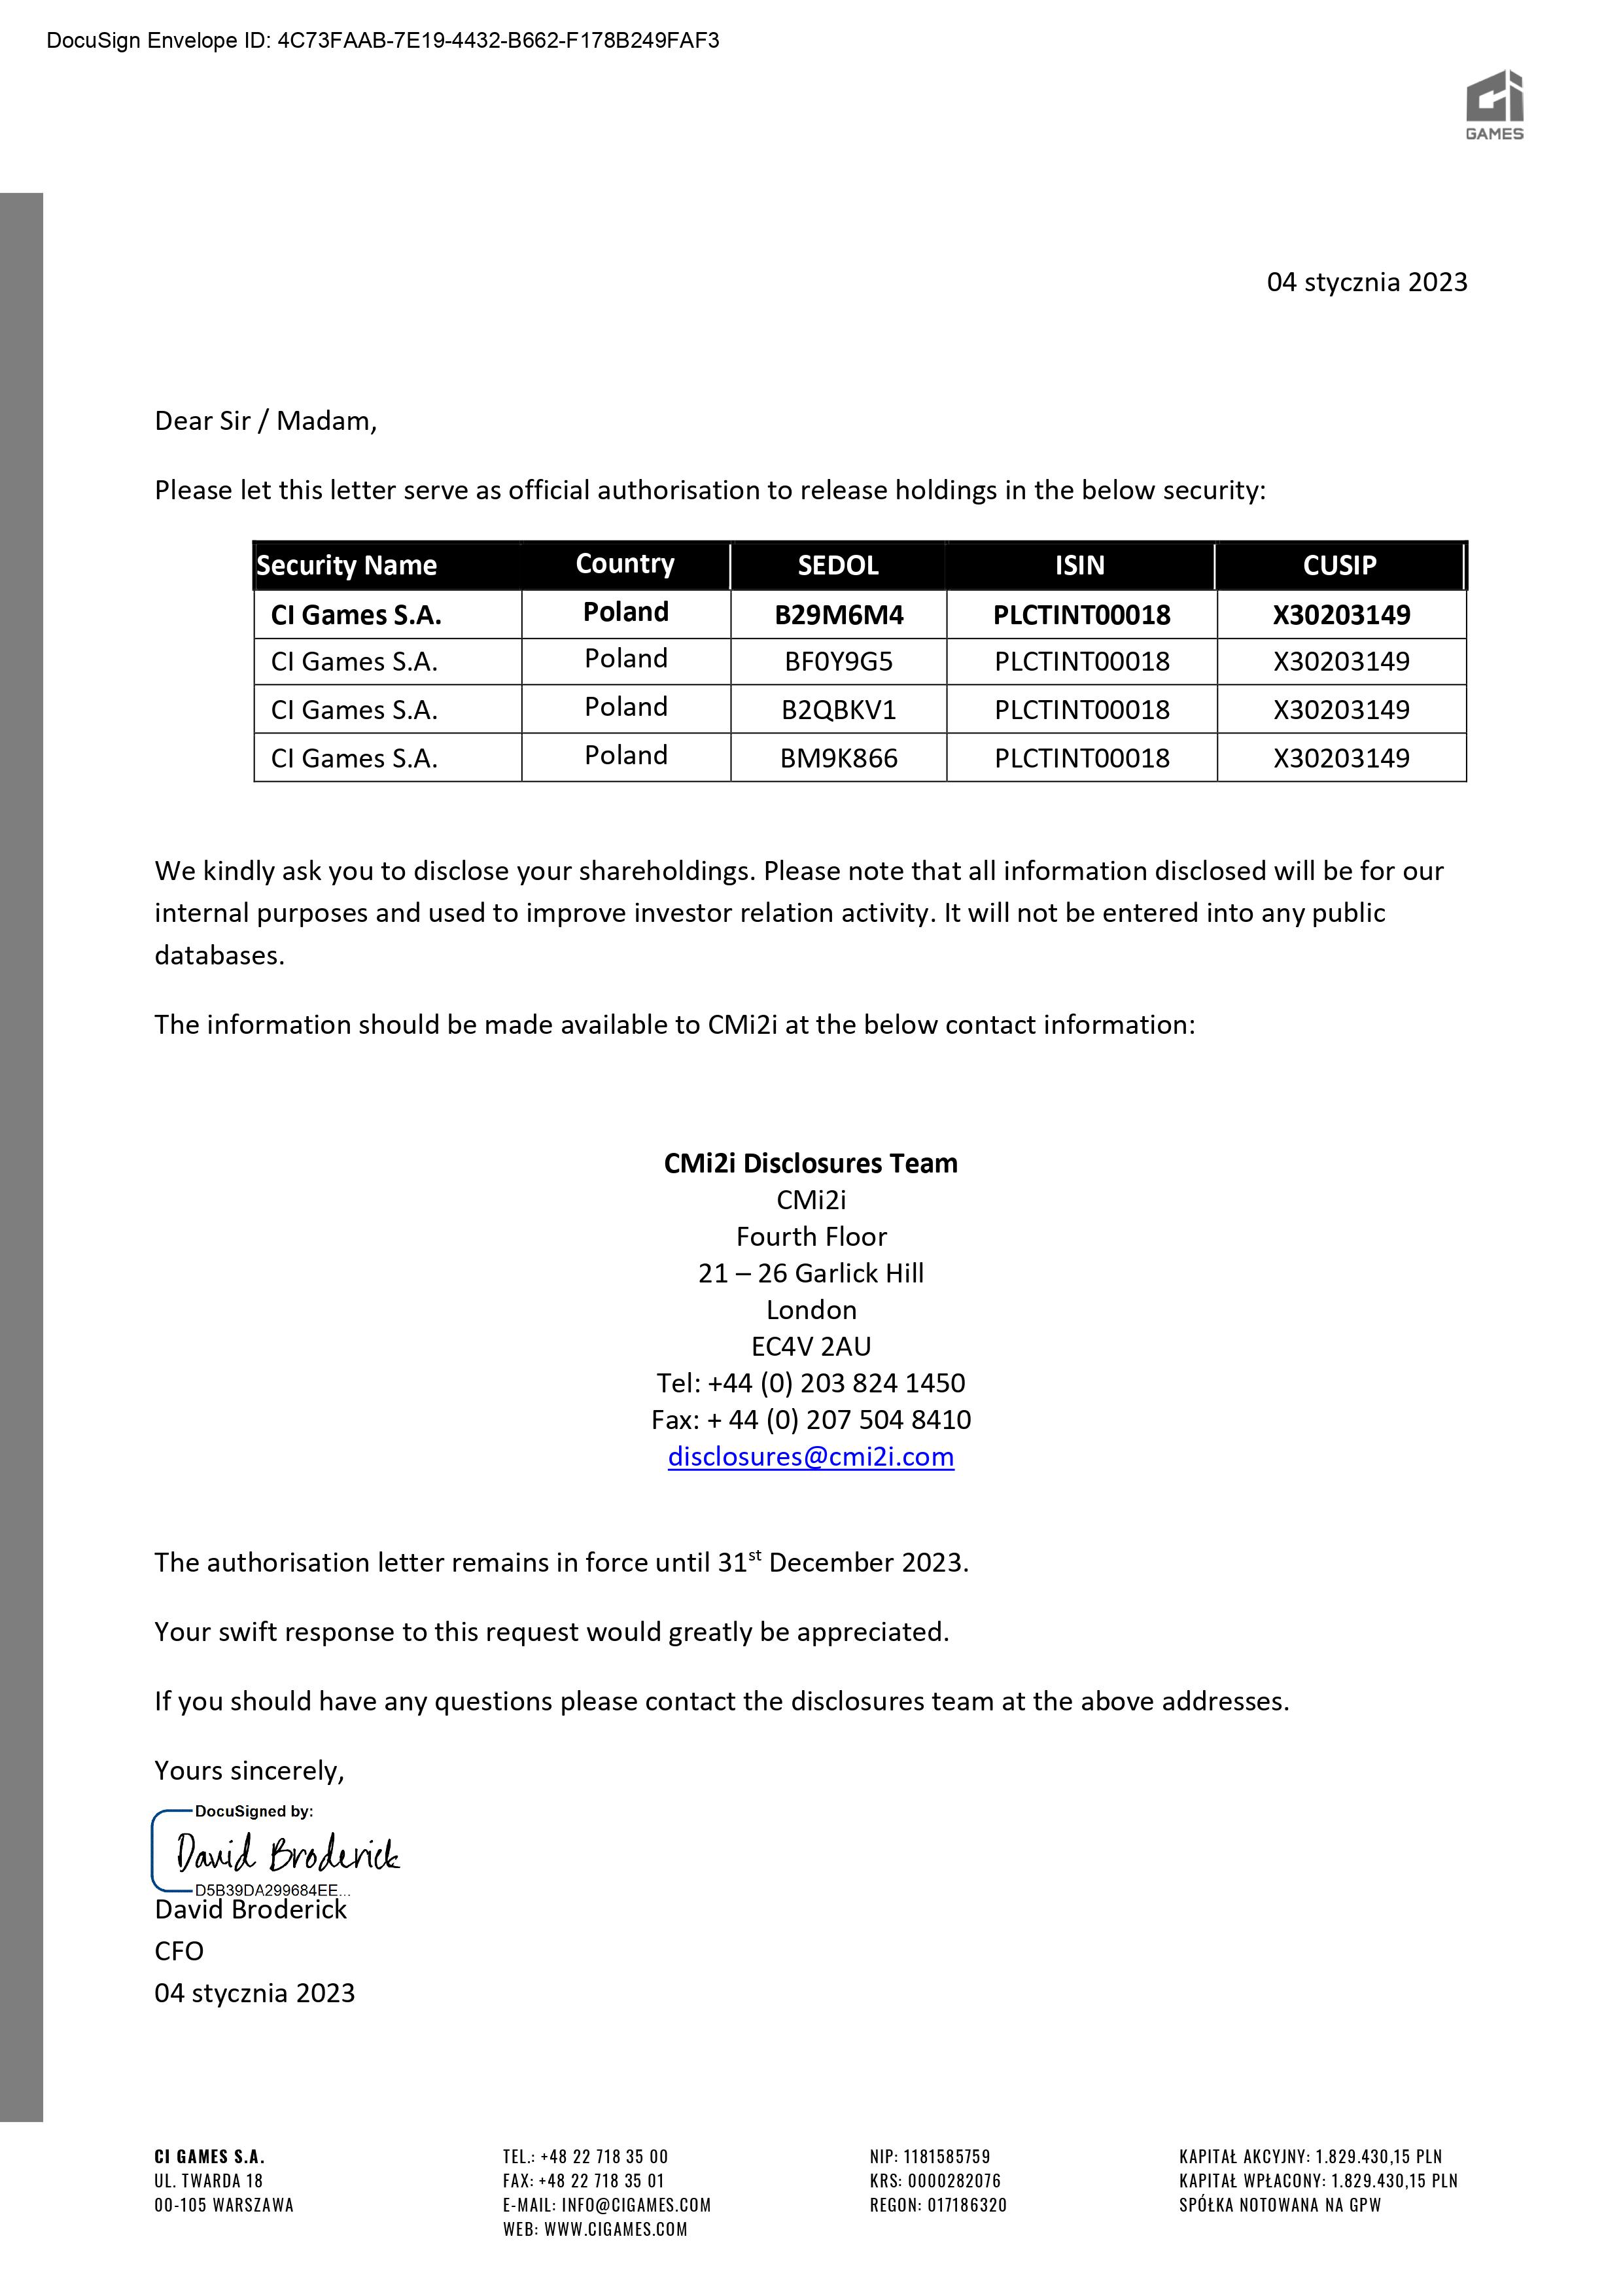 DocuSign Envelope ID: 4C73FAAB-7E19-4432-B662-F178B249FAF3
Ci
GAMES
04 stycznia 2023
Dear Sir / Madam,
Please let this letter serve as official authorisation to release holdings in the below security:
Security Name Country SEDOL ISIN CUSIP
CI Games S.A. Poland B29M6M4 PLCTINT00018 X30203149
CI Games S.A. Poland BF0Y9G5 PLCTINT00018 X30203149
CI Games S.A. Poland B2QBKV1 PLCTINT00018 X30203149
CI Games S.A. Poland BM9K866 PLCTINT00018 X30203149
We kindly ask you to disclose your shareholdings. Please note that all information disclosed will be for our
internal purposes and used to improve investor relation activity. It will not be entered into any public
databases.
The information should be made available to CMi2i at the below contact information:
CMi2i Disclosures Team
CMi2i
Fourth Floor
21 – 26 Garlick Hill
London
EC4V 2AU
Tel: +44 (0) 203 824 1450
Fax: + 44 (0) 207 504 8410
disclosures@cmi2i.com
The authorisation letter remains in force until 31st December 2023.
Your swift response to this request would greatly be appreciated.
If you should have any questions please contact the disclosures team at the above addresses.
Yours sincerely,
DocuSigned by:
David Broderick
D5B39DA299684EE...
David Broderick
CFO
04 stycznia 2023
CI GAMES S.A.
UL. TWARDA 18
00-105 WARSZAWA
TEL.: +48 22 718 35 00
FAX: +48 22 718 35 01
E-MAIL: INFO@CIGAMES.COM
WEB: WWW.CIGAMES.COM
NIP: 1181585759
KRS: 0000282076
REGON: 017186320
KAPITAŁ AKCYJNY: 1.829.430,15 PLN
KAPITAŁ WPŁACONY: 1.829.430,15 PLN
SPÓŁKA NOTOWANA NA GPW